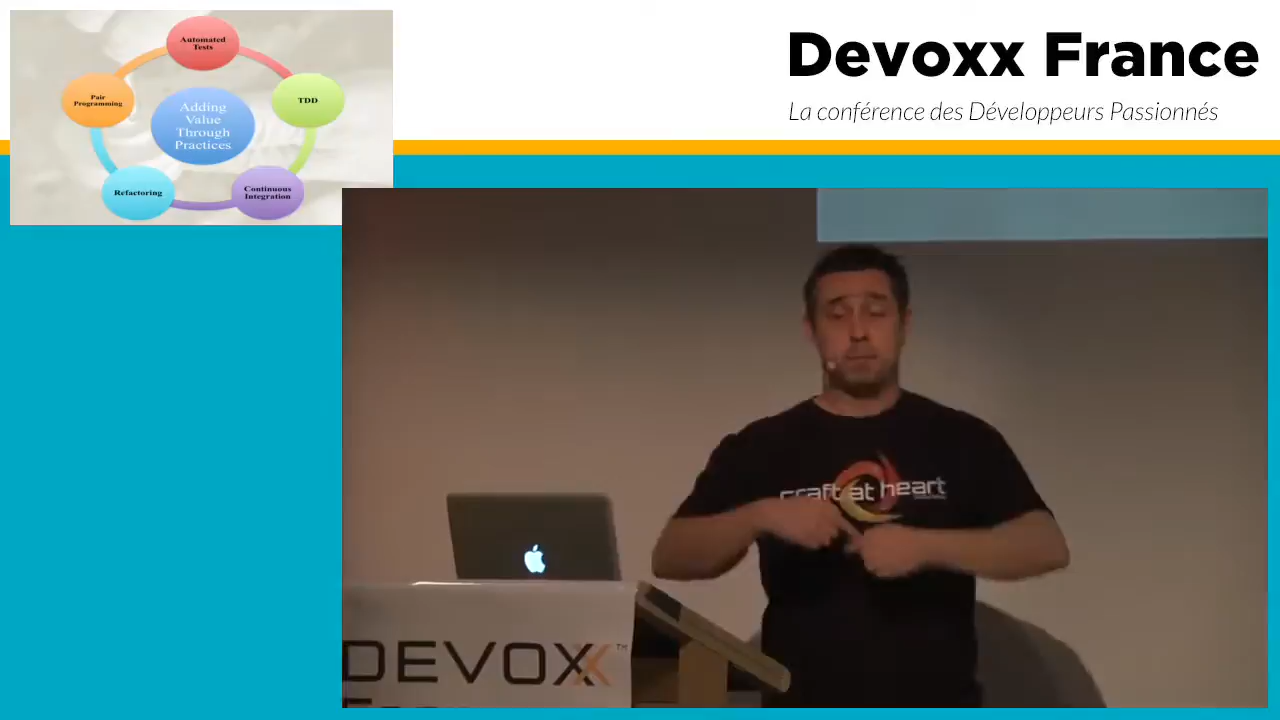 Automated
Tests
Pair
Programming
TDD
Adding
Value
Through
Practices
Refactoring
Continuous
Integration
Devoxx France
La conférence des Développeurs Passionnés
craft at heart
DEVOXX™